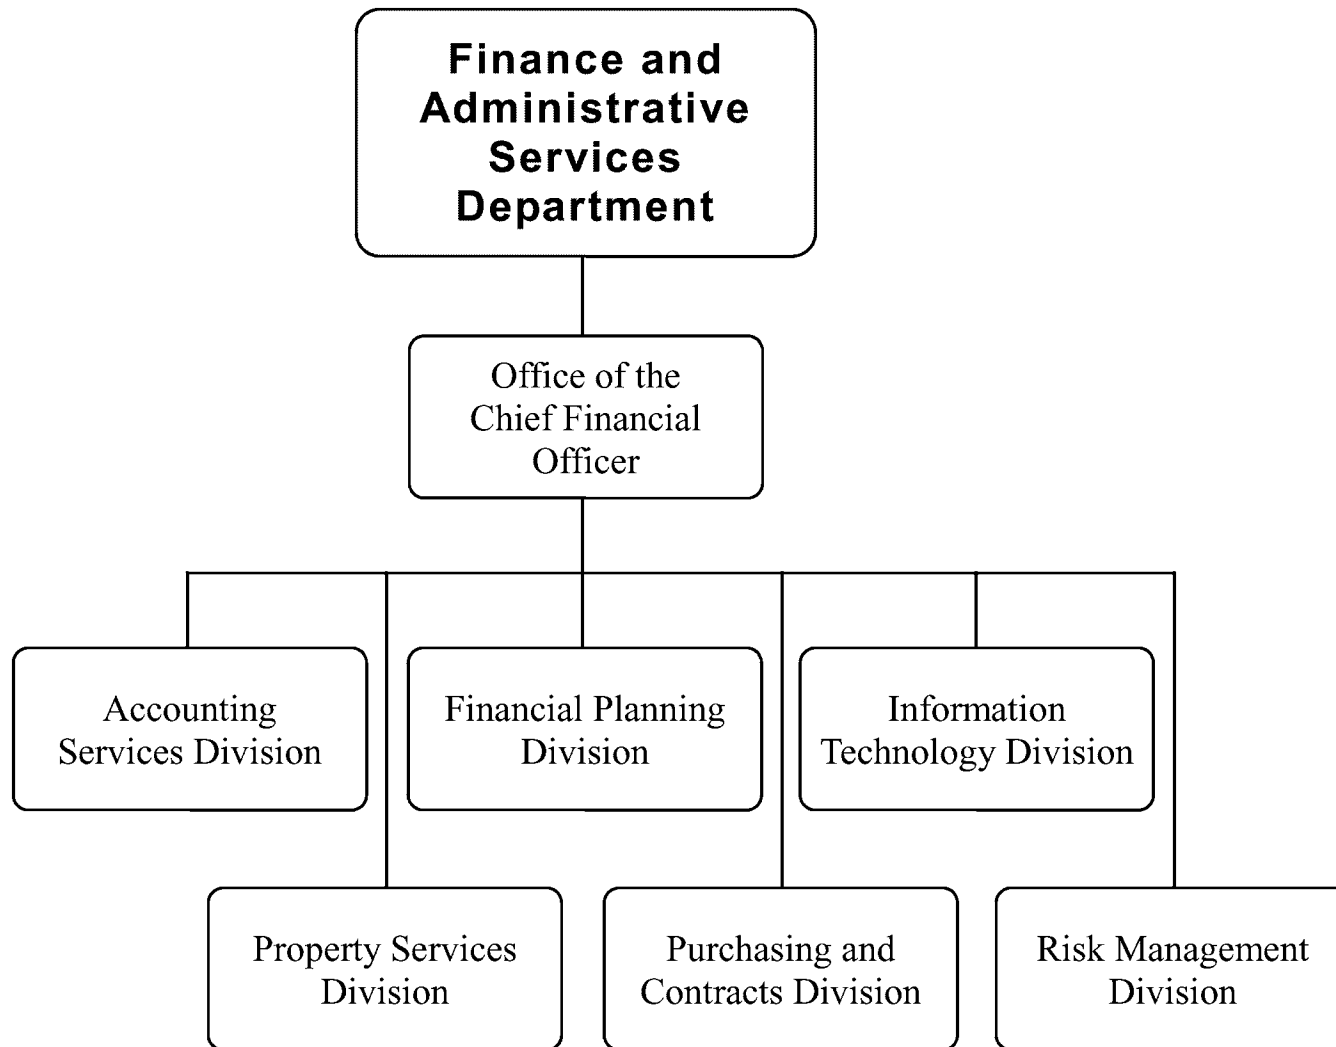 Finance and
Administrative
Services
Department
Office of the
Chief Financial
Officer
Accounting
Services Division
Financial Planning
Division
Information
Technology Division
Property Services
Division
Purchasing and
Contracts Division
Risk Management
Division